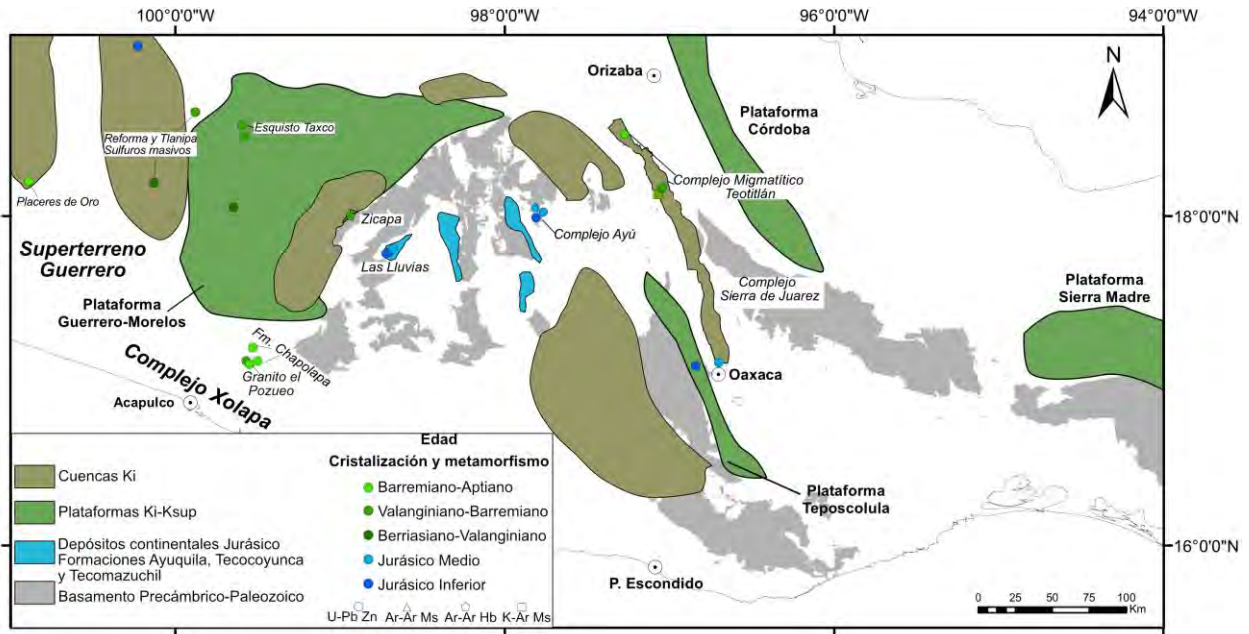 100°0'0"W
98°0'0"W
96°0'0"W
94°0'0"W
N
Orizaba
Plataforma
Córdoba
Esquisto Taxco
Reforma y Tlanipa
Sulfuros masivos
Complejo Migmatítico
Teotitlán
Placeres de Oro
Zicapa
18°0'0"N
Complejo Ayú
Superterreno
Guerrero
Las Lluvias
Complejo
Sierra de Juarez
Plataforma
Sierra Madre
Plataforma
Guerrero-Morelos
Fm. Chapolapa
Granito el
Pozueo
Oaxaca
Complejo Xolapa
Acapulco
Plataforma
Teposcolula
16°0'0"N
P. Escondido
Cuencas Ki
Plataformas Ki-Ksup
Depósitos continentales Jurásico
Formaciones Ayuquila, Tecocoyunca
y Tecomazuchil
Basamento Precámbrico-Paleozoico
Edad
Cristalización y metamorfismo
Barremiano-Aptiano
Valanginiano-Barremiano
Berriasiano-Valanginiano
Jurásico Medio
Jurásico Inferior
U-Pb Zn Ar-Ar Ms Ar-Ar Hb K-Ar Ms
0 25 50 75 100
Km